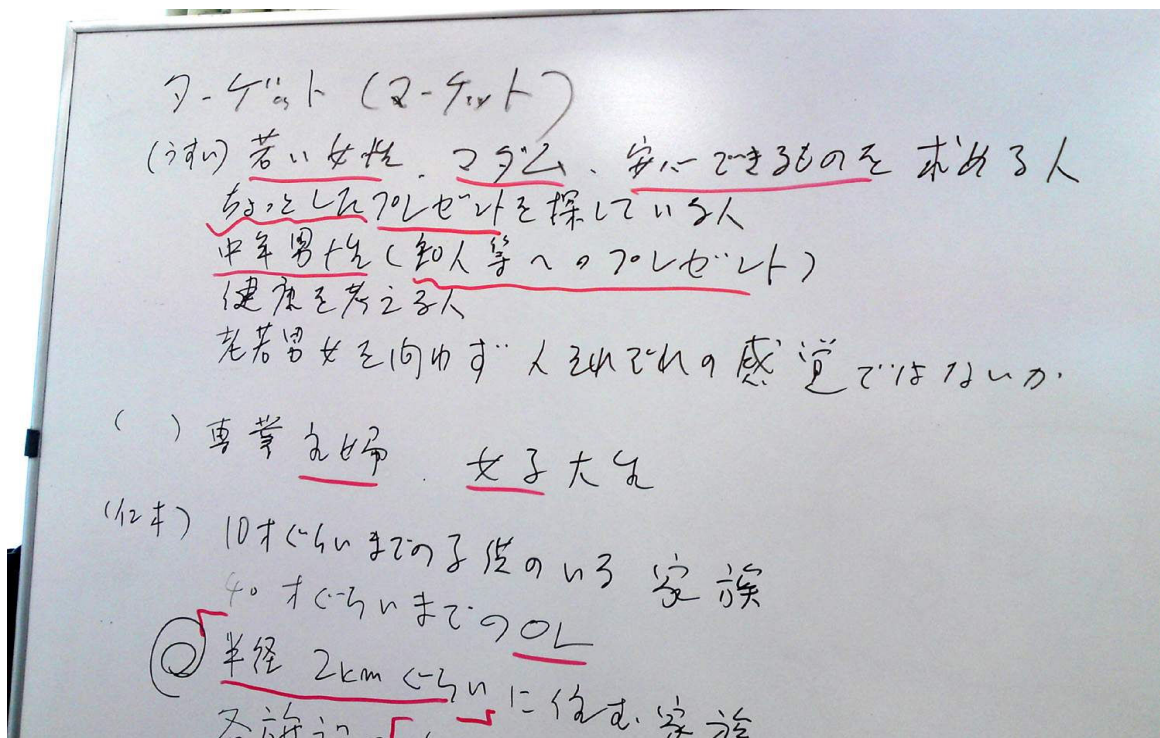 ターゲット(マーケット)
(うすい) 若い女性、マダム、安心できるものを求める人
ちょっとしたプレゼントを探している人
中年男性(知人等へのプレゼント)
健康を考える人
老若男女を向わず 人それぞれの感覚ではないか
( ) 専業主婦、女子大生
(仁木) 10才ぐらいまでの子供のいる家族
40才ぐらいまでのOL
◎半径 2kmぐらいに住む家族